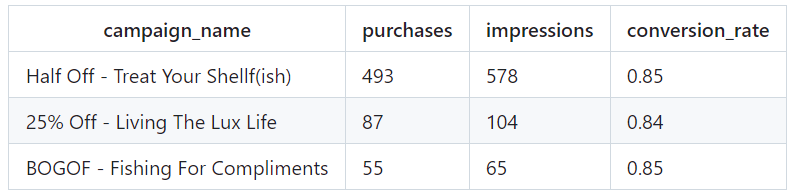 campaign_name purchases impressions conversion_rate
Half Off - Treat Your Shellf(ish) 493 578 0.85
25% Off - Living The Lux Life 87 104 0.84
BOGOF - Fishing For Compliments 55 65 0.85